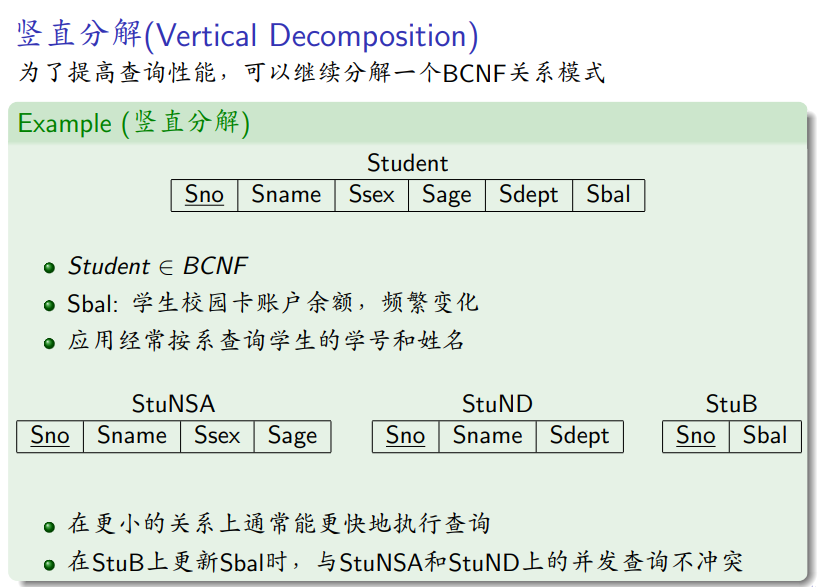 竖直分解(Vertical Decomposition)
为了提高查询性能，可以继续分解一个BCNF关系模式
Example (竖直分解)
Student
Sno Sname Ssex Sage Sdept Sbal
Student ∈ BCNF
Sbal: 学生校园卡账户余额，频繁变化
应用经常按系查询学生的学号和姓名
StuNSA StuND StuB
Sno Sname Ssex Sage Sno Sname Sdept Sno Sbal
在更小的关系上通常能更快地执行查询
在StuB上更新Sbal时，与StuNSA和StuND上的并发查询不冲突